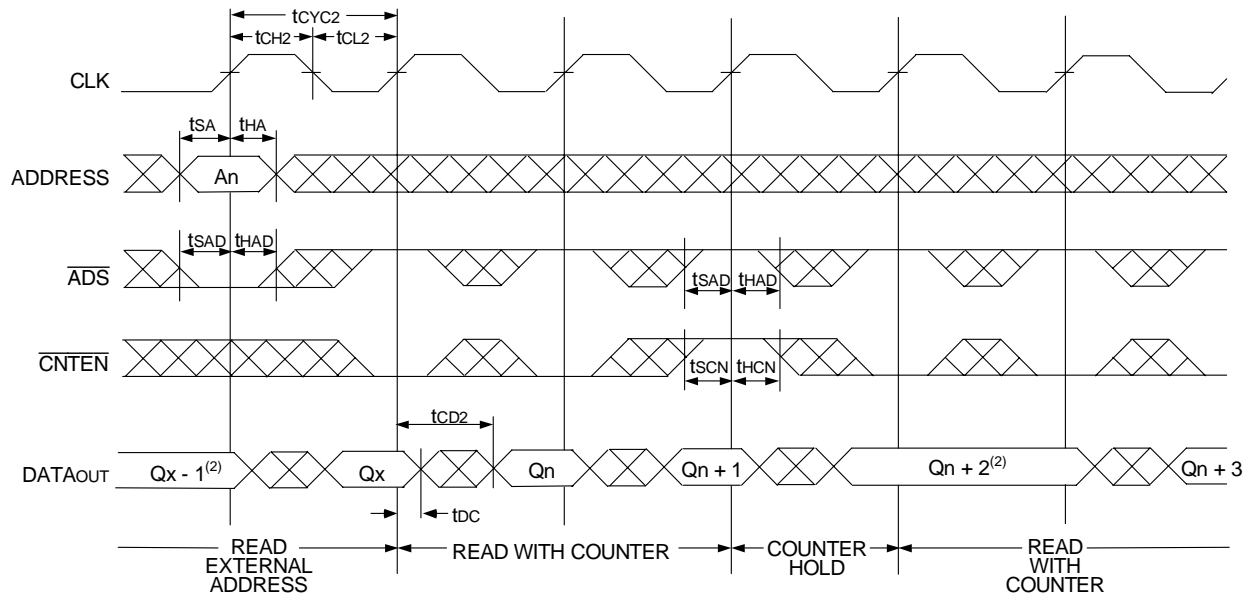 tCYC2
tCH2 tCL2
CLK
tSA tHA
ADDRESS An
tSAD tHAD
ADS
tSAD tHAD
CNTEN
tSCN tHCN
tCD2
DATAOUT Qx - 1(2) Qx Qn Qn + 1 Qn + 2(2) Qn + 3
tDC
READ EXTERNAL ADDRESS
READ WITH COUNTER
COUNTER HOLD
READ WITH COUNTER